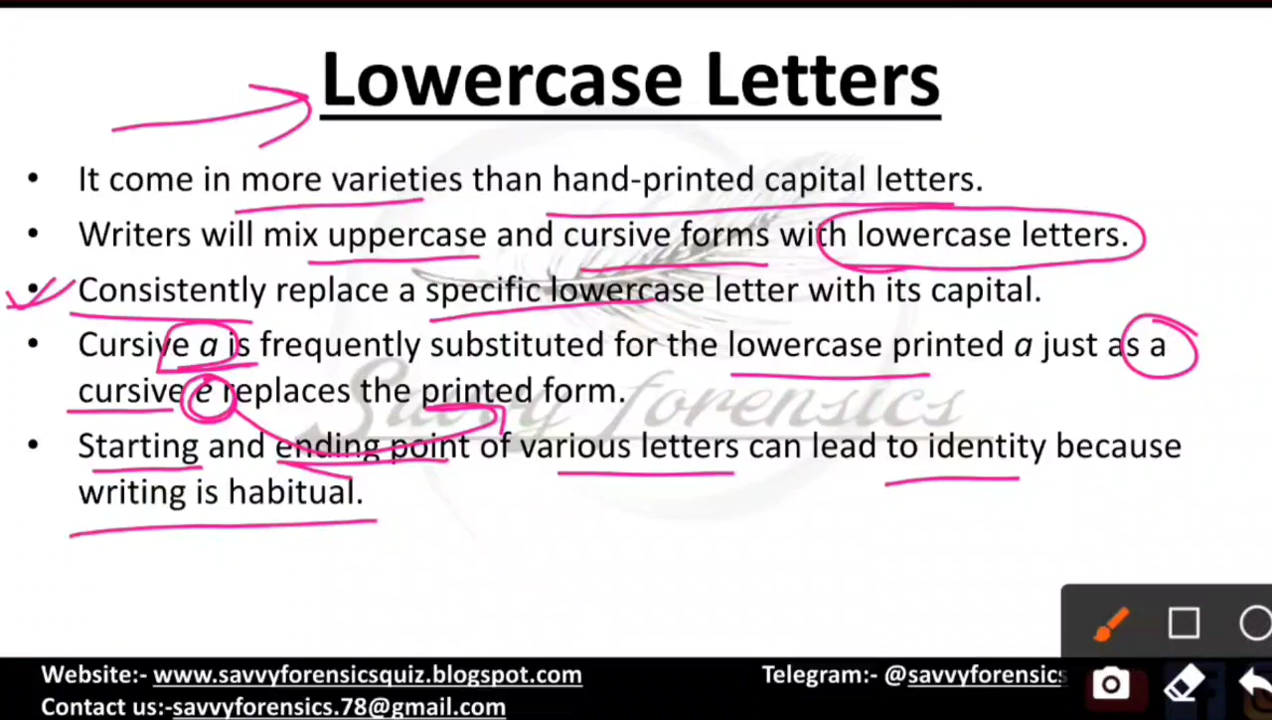 Lowercase Letters
• It come in more varieties than hand-printed capital letters.
• Writers will mix uppercase and cursive forms with lowercase letters.
• Consistently replace a specific lowercase letter with its capital.
• Cursive a is frequently substituted for the lowercase printed a just as a
cursive e replaces the printed form.
• Starting and ending point of various letters can lead to identity because
writing is habitual.
Savvy forensics
Website:- www.savvyforensicsquiz.blogspot.com Telegram:- @savvyforensics
Contact us:-savvyforensics.78@gmail.com